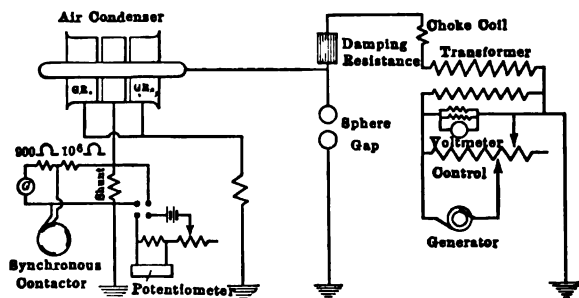 Air Condenser
Choke Coil
Damping
Resistance
Transformer
G.R.
G.R.
Sphere
Gap
Voltmeter
Control
900 Ω 10⁶ Ω
Shunt
G
Generator
Synchronous
Contactor
Potentiometer